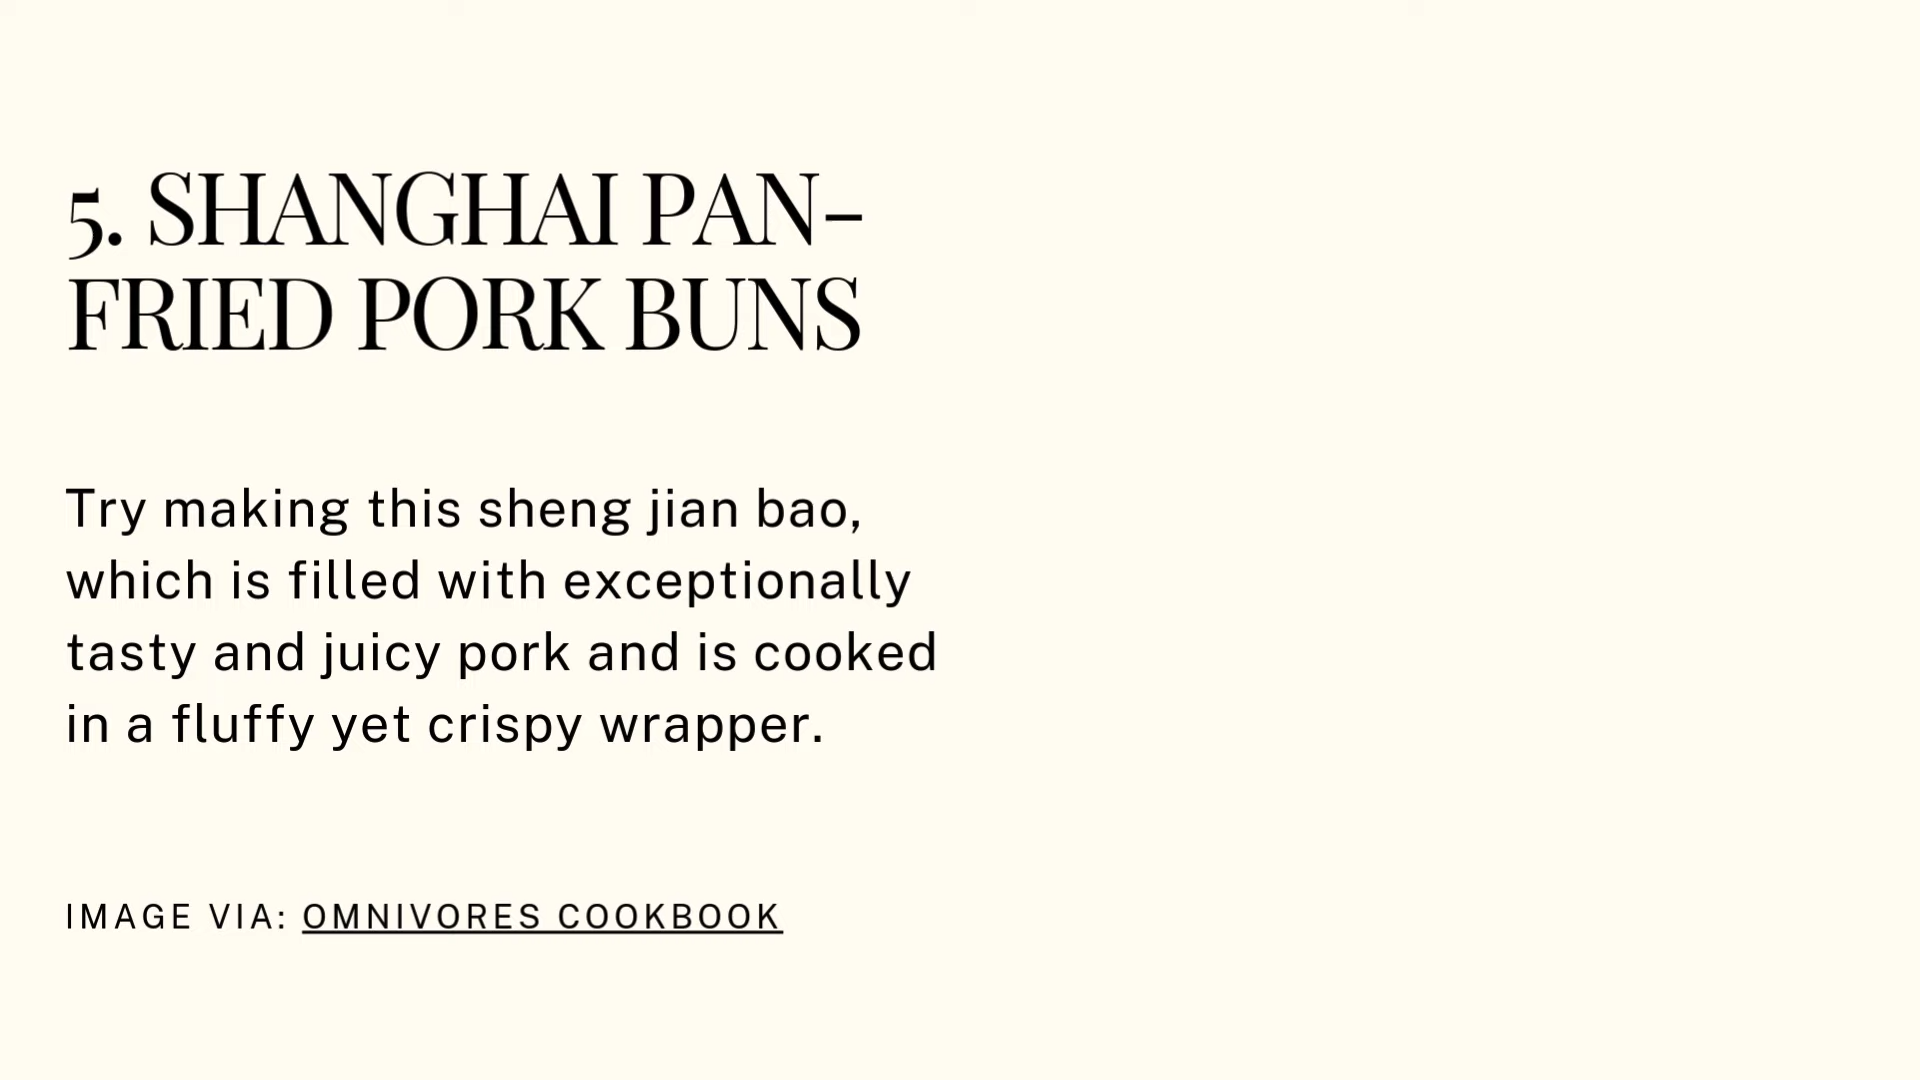 5. SHANGHAI PAN-
FRIED PORK BUNS
Try making this sheng jian bao,
which is filled with exceptionally
tasty and juicy pork and is cooked
in a fluffy yet crispy wrapper.
IMAGE VIA: OMNIVORES COOKBOOK